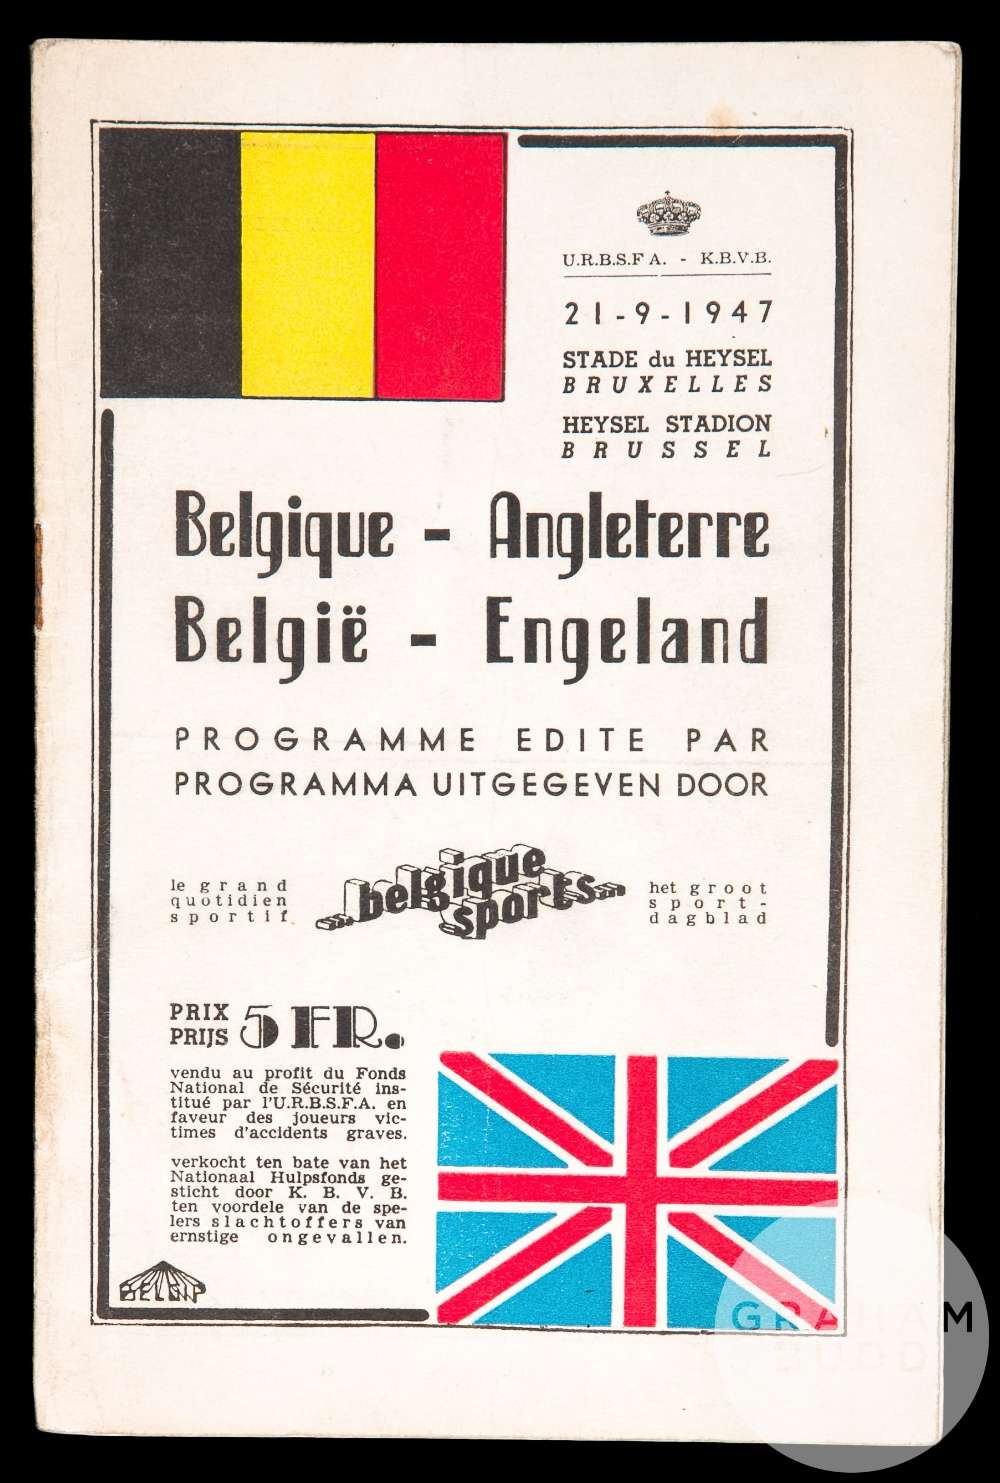 U.R.B.S.F A. - K.B.V.B.
21-9-1947
STADE du HEYSEL
BRUXELLES
HEYSEL STADION
BRUSSEL
Belgique - Angleterre
België - Engeland
PROGRAMME EDITE PAR
PROGRAMMA UITGEGEVEN DOOR
le grand
quotidien
sportif
belgique
sports
het groot
sport-
dagblad
PRIX
PRIJS
5 FR.
vendu au profit du Fonds
National de Sécurité ins-
titué par l'U.R.B.S.F.A. en
faveur des joueurs vic-
times d'accidents graves.
verkocht ten bate van het
Nationaal Hulpsfonds ge-
sticht door K. B. V. B.
ten voordele van de spe-
lers slachtoffers van
ernstige ongevallen.
BELGIP
GRAHAM
BUDD